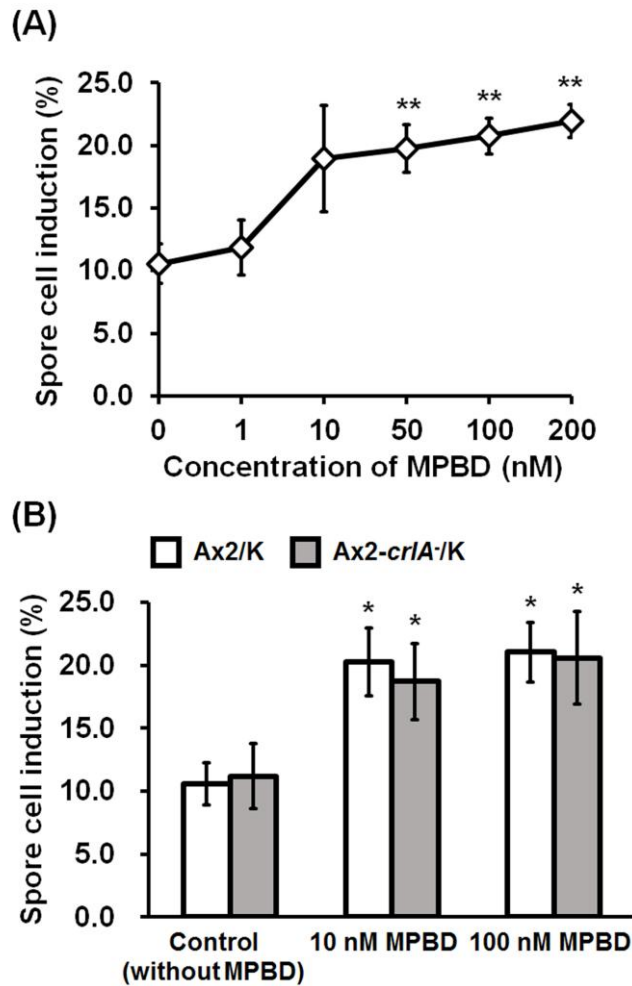 (A)
Spore cell induction (%)
25.0
20.0
15.0
10.0
5.0
0.0
** ** **
0 1 10 50 100 200
Concentration of MPBD (nM)
(B)
Ax2/K Ax2-crlA-/K
Spore cell induction (%)
25.0
20.0
15.0
10.0
5.0
0.0
* * * *
Control 10 nM MPBD 100 nM MPBD
(without MPBD)